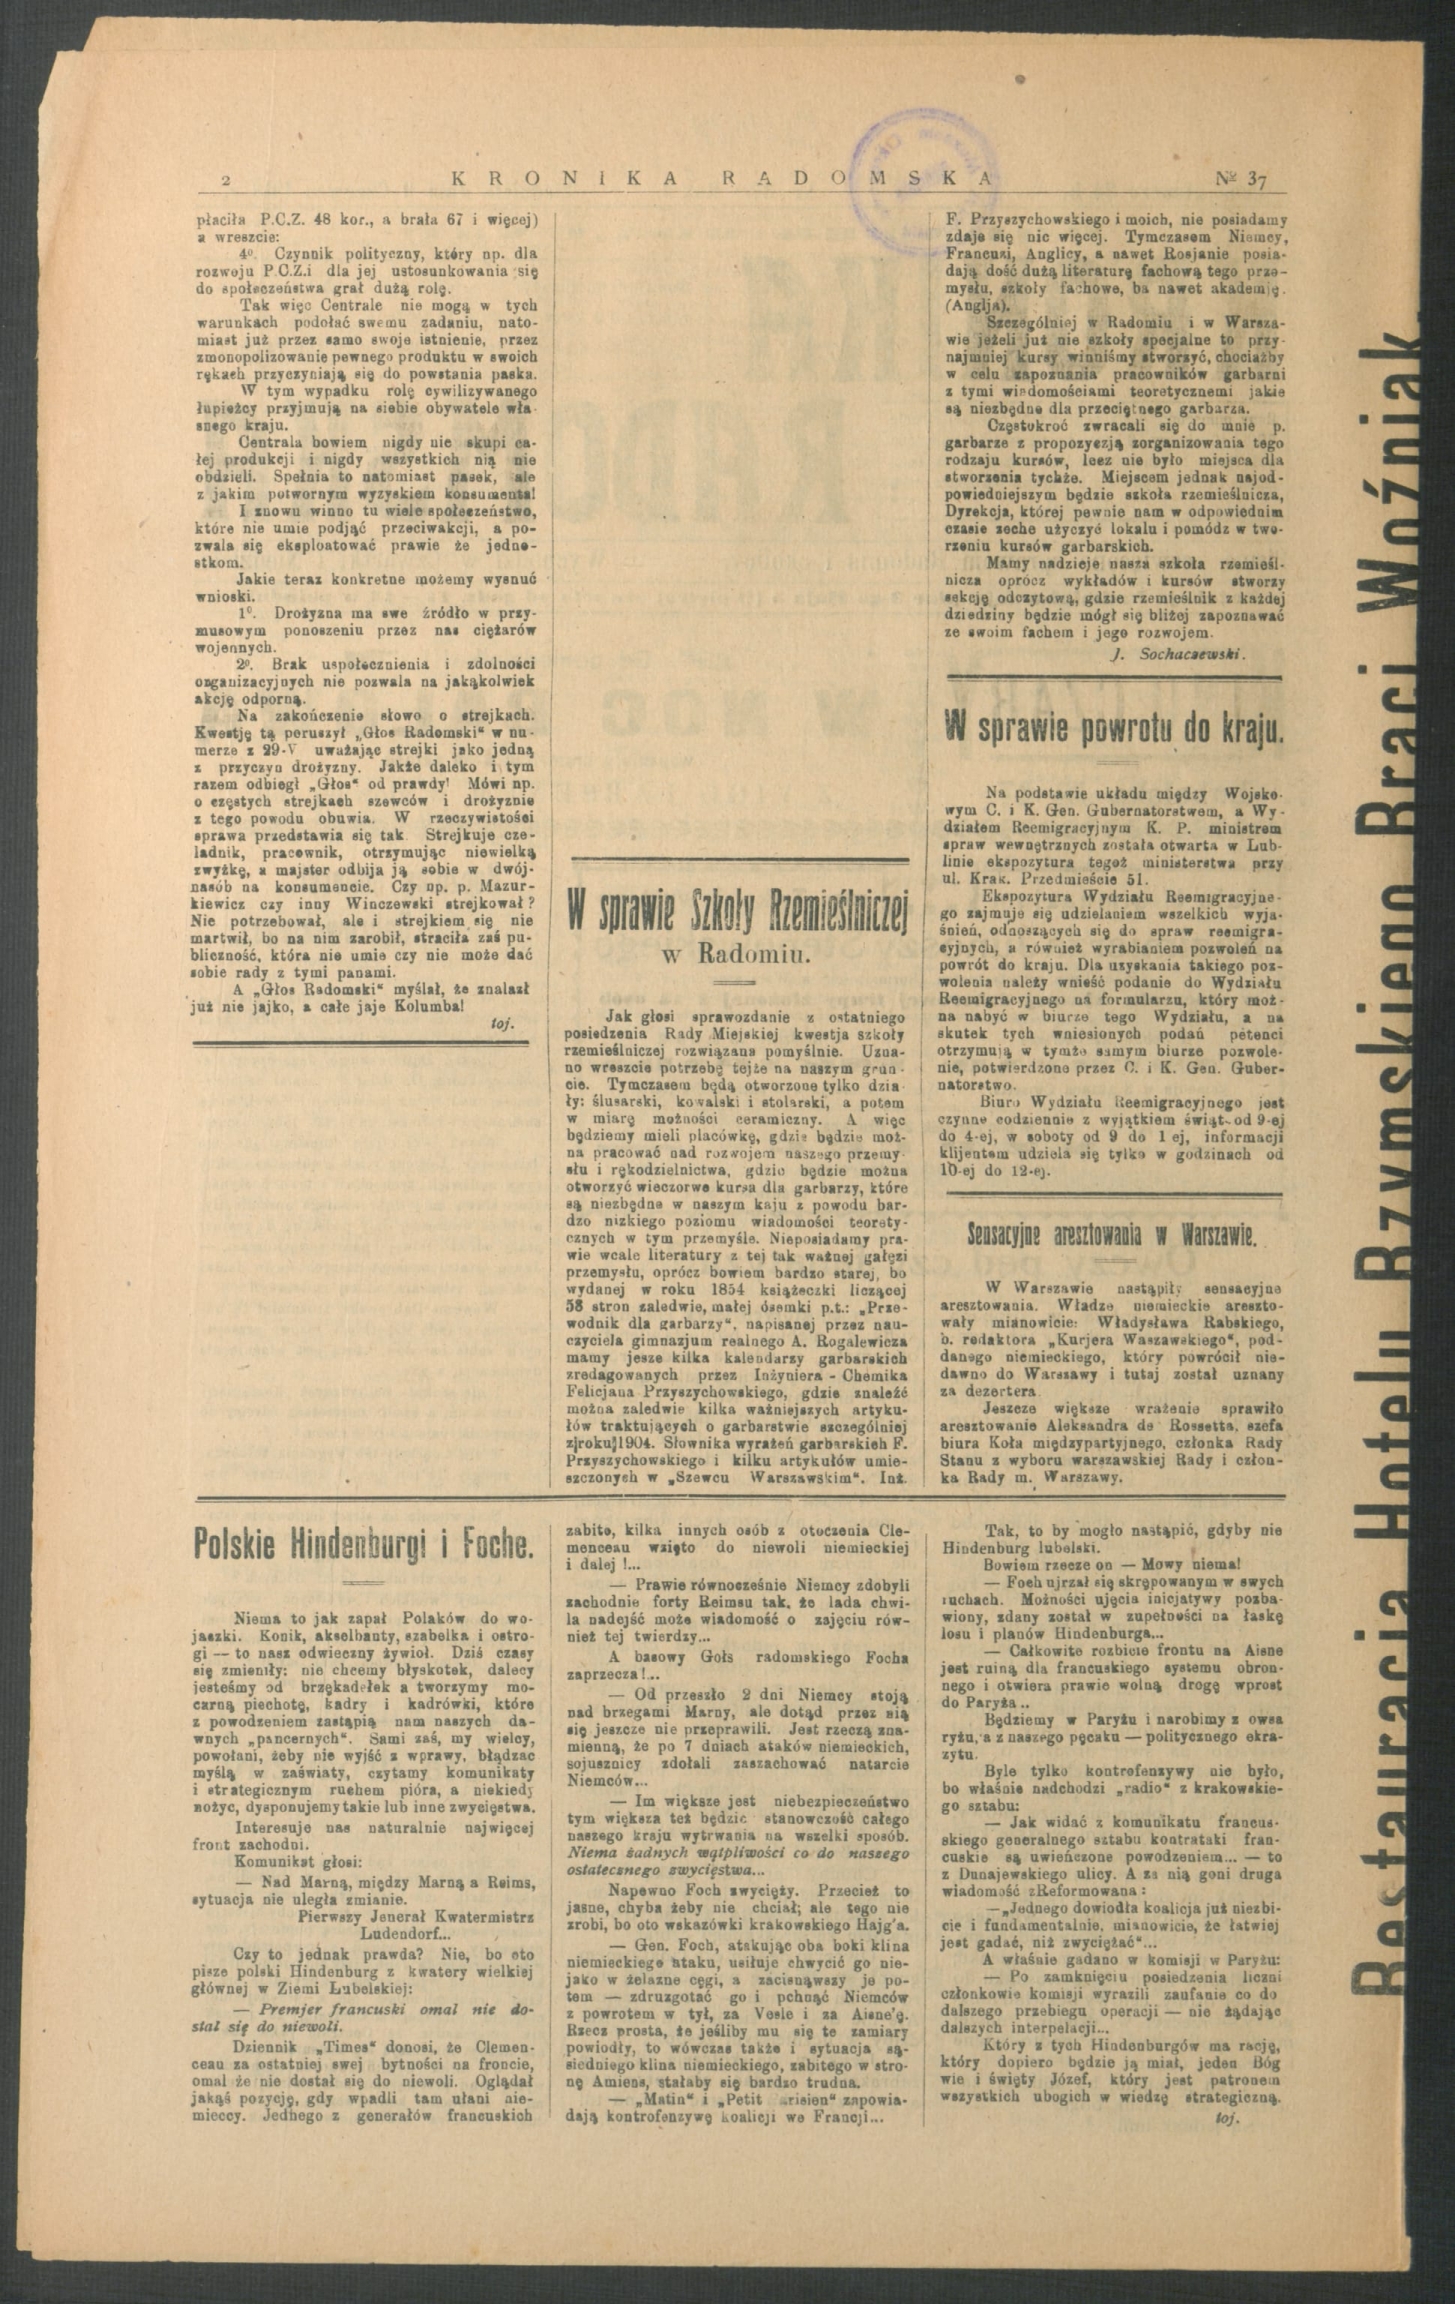 2
KRONIKA RADOMSKA
№ 37
płaciła P.C.Z. 48 kor., a brała 67 i więcej)
a wreszcie:
4⁰. Czynnik polityczny, który np. dla
rozwoju P.C.Z.i dla jej ustosunkowania się
do społeczeństwa grał dużą rolę.
Tak więc Centrale nie mogą w tych
warunkach podołać swemu zadaniu, nato-
miast już przez samo swoje istnienie, przez
zmonopolizowanie pewnego produktu w swoich
rękach przyczyniają się do powstania paska.
W tym wypadku rolę cywilizywanego
łupieżcy przyjmują na siebie obywatele wła-
snego kraju.
Centrala bowiem nigdy nie skupi ca-
łej produkcji i nigdy wszystkich nią nie
obdzieli. Spełnia to natomiast pasek, ale
z jakim potwornym wyzyskiem konsumenta!
I znowu winno tu wiele społeczeństwo,
które nie umie podjąć przeciwakcji, a po-
zwala się eksploatować prawie że jedno-
stkom.
Jakie teraz konkretne możemy wysnuć
wnioski.
1⁰. Drożyzna ma swe źródło w przy-
musowym ponoszeniu przez nas ciężarów
wojennych.
2⁰. Brak uspołecznienia i zdolności
organizacyjnych nie pozwala na jakąkolwiek
akcję odporną.
Na zakończenie słowo o strejkach.
Kwestję tą poruszył „Głos Radomski“ w nu-
merze z 29-V uważając strejki jako jedną
z przyczyn drożyzny. Jakże daleko i tym
razem odbiegł „Głos“ od prawdy! Mówi np.
o częstych strejkach szewców i drożyznie
z tego powodu obuwia. W rzeczywistości
sprawa przedstawia się tak. Strejkuje cze-
ladnik, pracownik, otrzymując niewielką
zwyżkę, a majster odbija ją sobie w dwój-
nasób na konsumencie. Czy np. p. Mazur-
kiewicz czy inny Winczewski strejkował?
Nie potrzebował, ale i strejkiem się nie
martwił, bo na nim zarobił, straciła zaś pu-
bliczność, która nie umie czy nie może dać
sobie rady z tymi panami.
A „Głos Radomski“ myślał, że znalazł
już nie jajko, a całe jaje Kolumba!
toj.
W sprawie Szkoły Rzemieślniczej
w Radomiu.
Jak głosi sprawozdanie z ostatniego
posiedzenia Rady Miejskiej kwestja szkoły
rzemieślniczej rozwiązana pomyślnie. Uzna-
no wreszcie potrzebę tejże na naszym grun-
cie. Tymczasem będą otworzone tylko dzia-
ły: ślusarski, kowalski i stolarski, a potem
w miarę możności ceramiczny. A więc
będziemy mieli placówkę, gdzie będzie moż-
na pracować nad rozwojem naszego przemy-
słu i rękodzielnictwa, gdzie będzie można
otworzyć wieczorwe kursa dla garbarzy, które
są niezbędne w naszym kaju z powodu bar-
dzo nizkiego poziomu wiadomości teorety-
cznych w tym przemyśle. Nieposiadamy pra-
wie wcale literatury z tej tak ważnej gałęzi
przemysłu, oprócz bowiem bardzo starej, bo
wydanej w roku 1854 książeczki liczącej
58 stron zaledwie, małej ósemki p.t.: „Prze-
wodnik dla garbarzy“, napisanej przez nau-
czyciela gimnazjum realnego A. Rogalewicza
mamy jesze kilka kalendarzy garbarskich
zredagowanych przez Inżyniera - Chemika
Felicjana Przyszychowskiego, gdzie znaleźć
można zaledwie kilka ważniejszych artyku-
łów traktujących o garbarstwie szczególniej
z roku 1904. Słownika wyrażeń garbarskich F.
Przyszychowskiego i kilku artykułów umie-
szczonych w „Szewcu Warszawskim“. Inż.
F. Przyszychowskiego i moich, nie posiadamy
zdaje się nic więcej. Tymczasem Niemcy,
Francuzi, Anglicy, a nawet Rosjanie posia-
dają dość dużą literaturę fachową tego prze-
mysłu, szkoły fachowe, ba nawet akademję.
(Anglja).
Szczególniej w Radomiu i w Warsza-
wie jeżeli już nie szkoły specjalne to przy-
najmniej kursy winniśmy stworzyć, chociażby
w celu zapoznania pracowników garbarni
z tymi wiadomościami teoretycznemi jakie
są niezbędne dla przeciętnego garbarza.
Częstokroć zwracali się do mnie p.
garbarze z propozyczją zorganizowania tego
rodzaju kursów, lecz nie było miejsca dla
stworzenia tychże. Miejscem jednak najod-
powiedniejszym będzie szkoła rzemieślnicza,
Dyrekcja, której pewnie nam w odpowiednim
czasie zeche użyczyć lokalu i pomódz w two-
rzeniu kursów garbarskich.
Mamy nadzieje nasza szkoła rzemieśl-
nicza oprócz wykładów i kursów stworzy
sekcję odczytową, gdzie rzemieślnik z każdej
dziedziny będzie mógł się bliżej zapoznawać
ze swoim fachem i jego rozwojem.
J. Sochaczewski.
W sprawie powrotu do kraju.
Na podstawie układu między Wojsko-
wym C. i K. Gen. Gubernatorstwem, a Wy-
działem Reemigracyjnym K. P. ministrem
spraw wewnętrznych została otwarta w Lub-
linie ekspozytura tegoż ministerstwa przy
ul. Krak. Przedmieście 51.
Ekspozytura Wydziału Reemigracyjne-
go zajmuje się udzielaniem wszelkich wyja-
śnień, odnoszących się do spraw reemigra-
cyjnych, a również wyrabianiem pozwoleń na
powrót do kraju. Dla uzyskania takiego poz-
wolenia należy wnieść podanie do Wydziału
Reemigracyjnego na formularzu, który moż-
na nabyć w biurze tego Wydziału, a na
skutek tych wniesionych podań petenci
otrzymują w tymże samym biurze pozwole-
nie, potwierdzone przez C. i K. Gen. Guber-
natorstwo.
Biuro Wydziału Reemigracyjnego jest
czynne codziennie z wyjątkiem świąt-od 9-ej
do 4-ej, w soboty od 9 do 1 ej, informacji
klijentom udziela się tylko w godzinach od
10-ej do 12-ej.
Sensacyjne aresztowania w Warszawie.
W Warszawie nastąpiły sensacyjne
aresztowania. Władze niemieckie areszto-
wały mianowicie: Władysława Rabskiego,
b. redaktora „Kurjera Waszawskiego“, pod-
danego niemieckiego, który powrócił nie-
dawno do Warszawy i tutaj został uznany
za dezertera.
Jeszcze większe wrażenie sprawiło
aresztowanie Aleksandra de Rossetta, szefa
biura Koła międzypartyjnego, członka Rady
Stanu z wyboru warszawskiej Rady i człon-
ka Rady m. Warszawy.
Polskie Hindenburgi i Foche.
Niema to jak zapał Polaków do wo-
jaszki. Konik, akselbanty, szabelka i ostro-
gi — to nasz odwieczny żywioł. Dziś czasy
się zmieniły: nie chcemy błyskotek, dalecy
jesteśmy od brzękadełek a tworzymy mo-
carną piechotę, kadry i kadrówki, które
z powodzeniem zastąpią nam naszych da-
wnych „pancernych“. Sami zaś, my wielcy,
powołani, żeby nie wyjść z wprawy, błądzac
myślą w zaświaty, czytamy komunikaty
i strategicznym ruchem pióra, a niekiedy
nożyc, dysponujemy takie lub inne zwycięstwa.
Interesuje nas naturalnie najwięcej
front zachodni.
Komunikat głosi:
— Nad Marną, między Marną a Reims,
sytuacja nie uległa zmianie.
Pierwszy Jenerał Kwatermistrz
Ludendorf...
Czy to jednak prawda? Nie, bo oto
pisze polski Hindenburg z kwatery wielkiej
głównej w Ziemi Lubelskiej:
— Premjer francuski omal nie do-
stał się do niewoli.
Dziennik „Times“ donosi, że Clemen-
ceau za ostatniej swej bytności na froncie,
omal że nie dostał się do niewoli. Oglądał
jakąś pozycję, gdy wpadli tam ułani nie-
mieccy. Jednego z generałów francuskich
zabito, kilka innych osób z otoczenia Cle-
menceau wzięto do niewoli niemieckiej
i dalej !...
— Prawie równocześnie Niemcy zdobyli
zachodnie forty Reimsu tak, że lada chwi-
la nadejść może wiadomość o zajęciu rów-
nież tej twierdzy...
A basowy Gołs radomskiego Focha
zaprzecza!...
— Od przeszło 2 dni Niemcy stoją
nad brzegami Marny, ale dotąd przez nią
się jeszcze nie przeprawili. Jest rzeczą zna-
mienną, że po 7 dniach ataków niemieckich,
sojusznicy zdołali zaszachować natarcie
Niemców...
— Im większe jest niebezpieczeństwo
tym większa też będzie stanowczość całego
naszego kraju wytrwania na wszelki sposób.
Niema żadnych wątpliwości co do naszego
ostatecznego zwycięstwa...
Napewno Foch zwycięży. Przecież to
jasne, chyba żeby nie chciał; ale tego nie
zrobi, bo oto wskazówki krakowskiego Hajg'a.
— Gen. Foch, atakując oba boki klina
niemieckiego ataku, usiłuje chwycić go nie-
jako w żelazne cęgi, a zacisnąwszy je po-
tem — zdruzgotać go i pchnąć Niemców
z powrotem w tył, za Vesle i za Aisne'ę.
Rzecz prosta, że jeśliby mu się te zamiary
powiodły, to wówczas także i sytuacja są-
siedniego klina niemieckiego, zabitego w stro-
nę Amiens, stałaby się bardzo trudna.
— „Matin“ i „Petit arisien“ zapowia-
dają kontrofenzywę koalicji we Francji...
Tak, to by mogło nastąpić, gdyby nie
Hindenburg lubelski.
Bowiem rzecze on — Mowy niema!
— Foch ujrzał się skrępowanym w swych
ruchach. Możności ujęcia inicjatywy pozba-
wiony, zdany został w zupełności na łaskę
losu i planów Hindenburga...
— Całkowite rozbicie frontu na Aisne
jest ruiną dla francuskiego systemu obron-
nego i otwiera prawie wolną drogę wprost
do Paryża ..
Będziemy w Paryżu i narobimy z owsa
ryżu, a z naszego pęcaku — politycznego ekra-
zytu.
Byle tylko kontrofenzywy nie było,
bo właśnie nadchodzi „radio“ z krakowskie-
go sztabu:
— Jak widać z komunikatu francus-
skiego generalnego sztabu kontrataki fran-
cuskie są uwieńczone powodzeniem... — to
z Dunajewskiego ulicy. A za nią goni druga
wiadomość zReformowana:
—„Jednego dowiodła koalicja już niezbi-
cie i fundamentalnie, mianowicie, że łatwiej
jest gadać, niż zwyciężać“...
A właśnie gadano w komisji w Paryżu:
— Po zamknięciu posiedzenia liczni
członkowie komisji wyrazili zaufanie co do
dalszego przebiegu operacji — nie żądając
dalszych interpelacji...
Który z tych Hindenburgów ma rację,
który dopiero będzie ją miał, jeden Bóg
wie i święty Józef, który jest patronem
wszystkich ubogich w wiedzę strategiczną.
toj.
Restauracja Hotelu Rzymskiego Braci Woźniak.